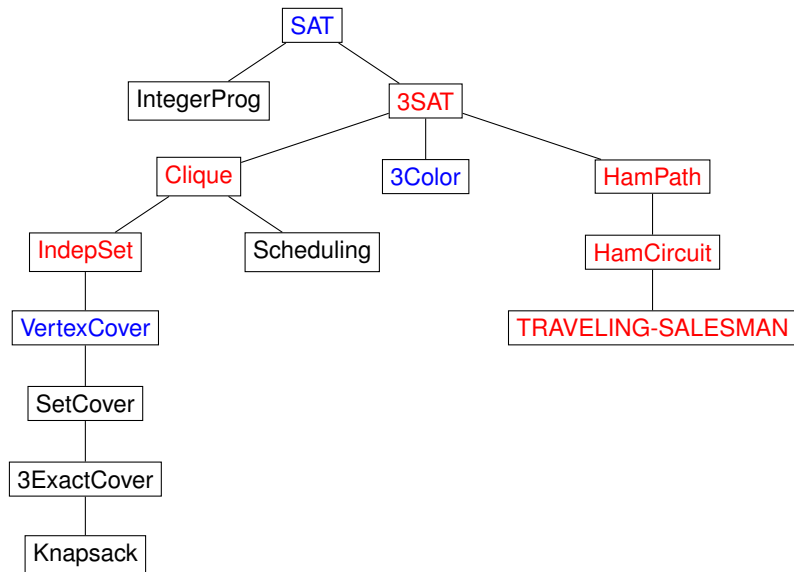 SAT
IntegerProg
3SAT
Clique
3Color
HamPath
IndepSet
Scheduling
HamCircuit
VertexCover
TRAVELING-SALESMAN
SetCover
3ExactCover
Knapsack